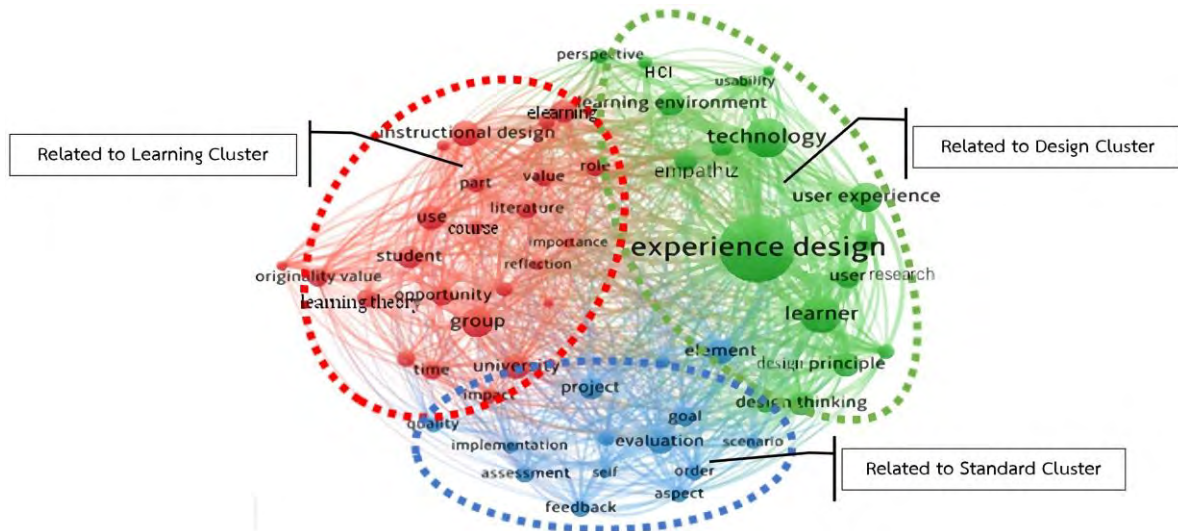 perspective
HCI
usability
elearning
learning environment
instructional design
technology
Related to Learning Cluster
Related to Design Cluster
part
value
role
empathiz
user experience
use
literature
course
importance
experience design
student
reflection
originality value
user research
learning theory
opportunity
group
learner
element
time
university
design principle
impact
project
design thinking
quality
goal
implementation
evaluation
scenario
assessment
self
order
Related to Standard Cluster
aspect
feedback